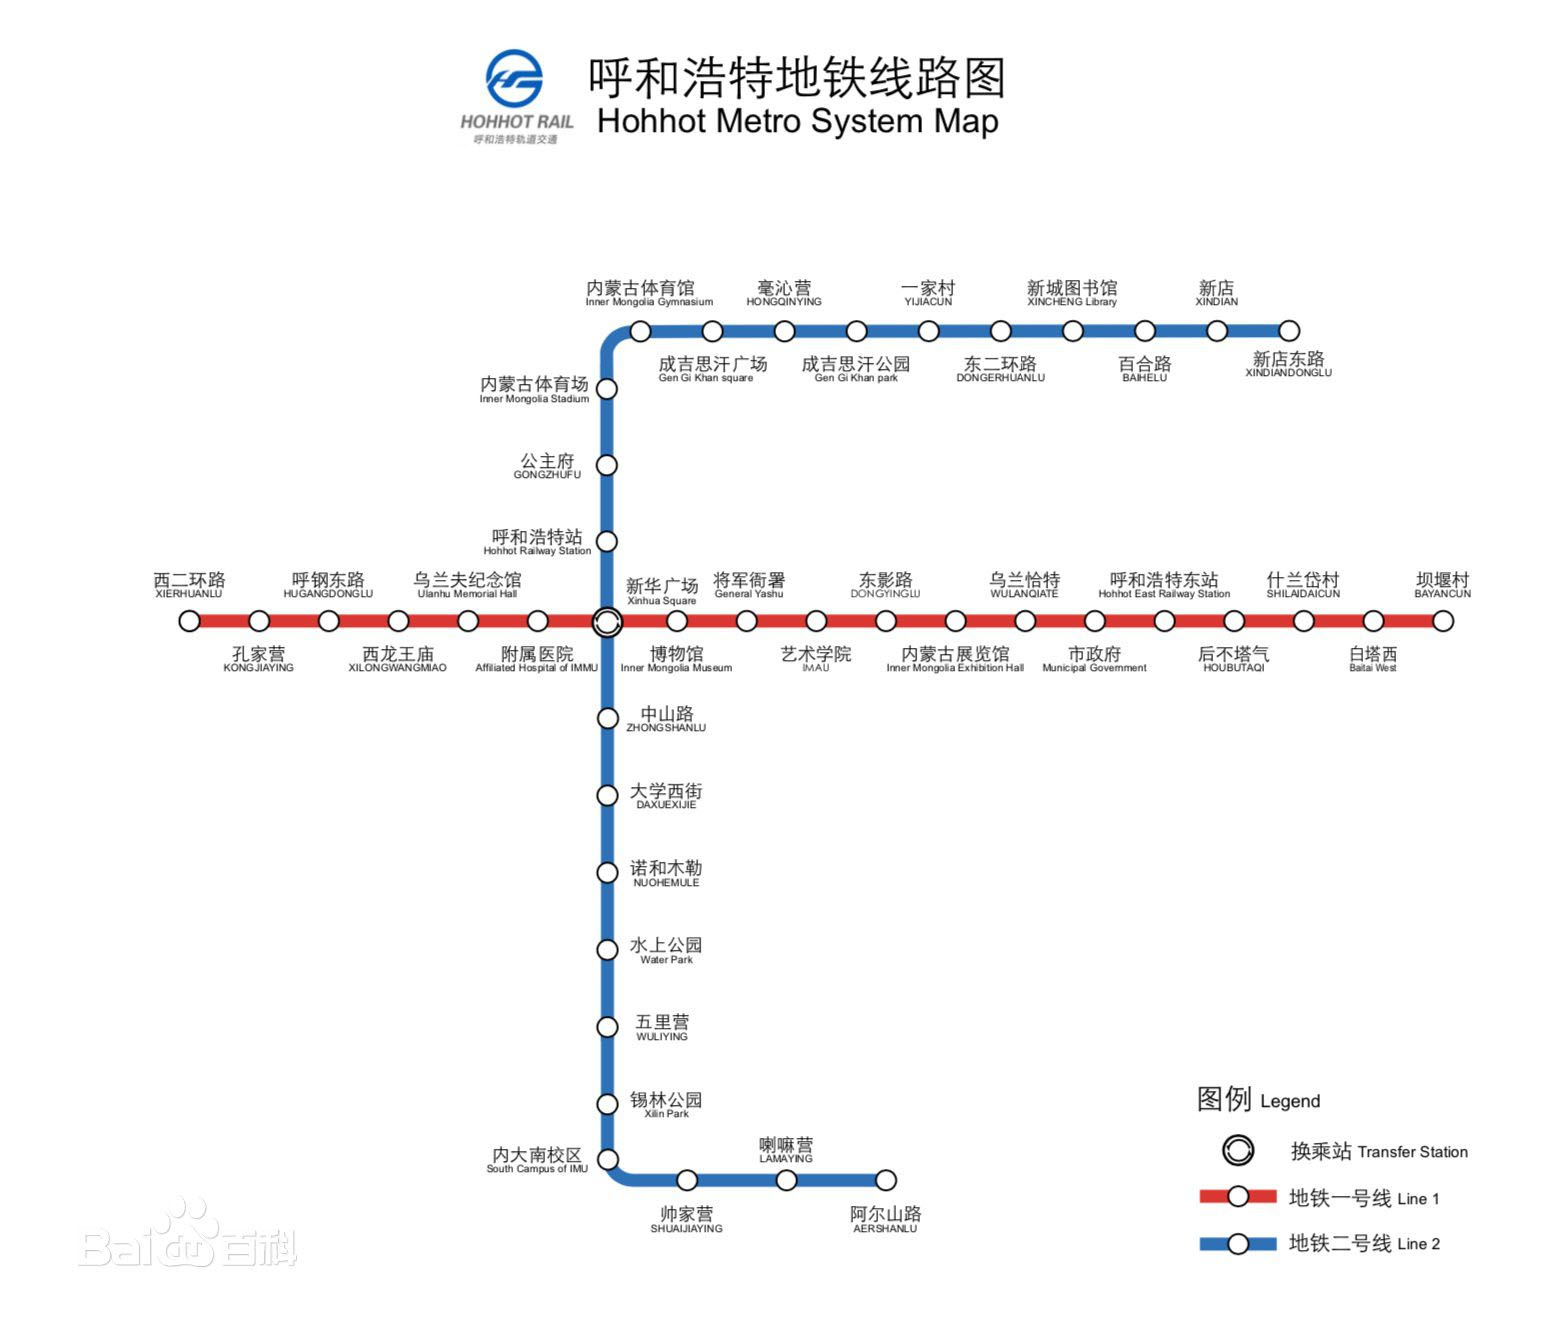 呼和浩特地铁线路图
Hohhot Metro System Map
HOHHOT RAIL
呼和浩特轨道交通
内蒙古体育馆
Inner Mongolia Gymnasium
毫沁营
HONGQINYING
一家村
YIJIACUN
新城图书馆
XINCHENG Library
新店
XINDIAN
成吉思汗广场
Gen Gi Khan square
成吉思汗公园
Gen Gi Khan park
东二环路
DONGERHUANLU
百合路
BAIHELU
新店东路
XINDIANDONGLU
内蒙古体育场
Inner Mongolia Stadium
公主府
GONGZHUFU
呼和浩特站
Hohhot Railway Station
西二环路
XIERHUANLU
呼钢东路
HUGANGDONGLU
乌兰夫纪念馆
Ulanhu Memorial Hall
新华广场
Xinhua Square
将军衙署
General Yashu
东影路
DONGYINGLU
乌兰恰特
WULANQIATE
呼和浩特东站
Hohhot East Railway Station
什兰岱村
SHILAIDAICUN
坝堰村
BAYANCUN
孔家营
KONGJIAYING
西龙王庙
XILONGWANGMIAO
附属医院
Affiliated Hospital of IMMU
博物馆
Inner Mongolia Museum
艺术学院
IMAU
内蒙古展览馆
Inner Mongolia Exhibition Hall
市政府
Municipal Government
后不塔气
HOUBUTAQI
白塔西
Baitai West
中山路
ZHONGSHANLU
大学西街
DAXUEXIJIE
诺和木勒
NUOHEMULE
水上公园
Water Park
五里营
WULIYING
锡林公园
Xilin Park
内大南校区
South Campus of IMU
喇嘛营
LAMAYING
帅家营
SHUAIJIAYING
阿尔山路
AERSHANLU
图例 Legend
换乘站 Transfer Station
地铁一号线 Line 1
地铁二号线 Line 2
Bai 百科